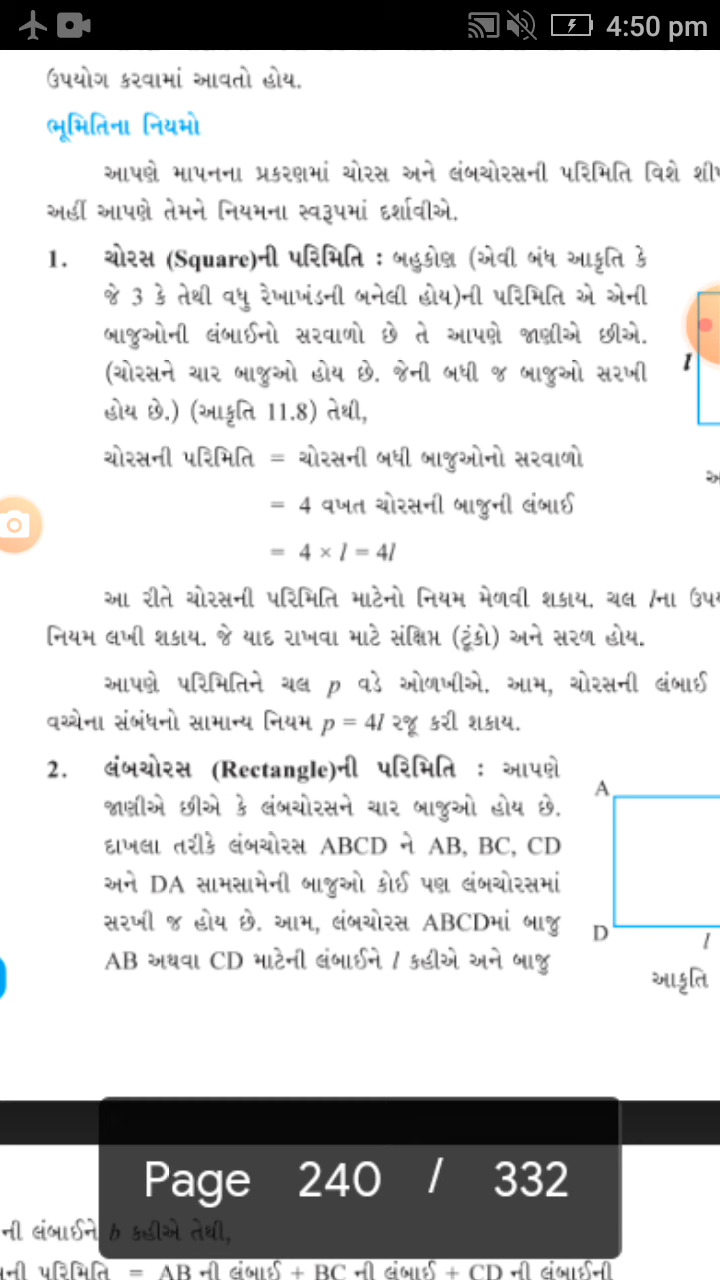 4:50 pm
ઉપયોગ કરવામાં આવતો હોય.
ભૂમિતિના નિયમો
આપણે માપનના પ્રકરણમાં ચોરસ અને લંબચોરસની પરિમિતિ વિશે
અહીં આપણે તેમને નિયમના સ્વરૂપમાં દર્શાવીએ.
1. ચોરસ (Square)ની પરિમિતિ : બહુકોણ (એવી બંધ આકૃતિ કે
જે 3 કે તેથી વધુ રેખાખંડની બનેલી હોય)ની પરિમિતિ એ એની
બાજુઓની લંબાઈનો સરવાળો છે તે આપણે જાણીએ છીએ.
(ચોરસને ચાર બાજુઓ હોય છે. જેની બધી જ બાજુઓ સરખી
હોય છે.) (આકૃતિ 11.8) તેથી,
l
ચોરસની પરિમિતિ = ચોરસની બધી બાજુઓનો સરવાળો
= 4 વખત ચોરસની બાજુની લંબાઈ
= 4 × l = 4l
આ રીતે ચોરસની પરિમિતિ માટેનો નિયમ મેળવી શકાય. ચલ lના
નિયમ લખી શકાય. જે યાદ રાખવા માટે સંક્ષિપ્ત (ટૂંકો) અને સરળ હોય.
આપણે પરિમિતિને ચલ p વડે ઓળખીએ. આમ, ચોરસની લંબાઈ
વચ્ચેના સંબંધનો સામાન્ય નિયમ p = 4l રજૂ કરી શકાય.
2. લંબચોરસ (Rectangle)ની પરિમિતિ : આપણે
જાણીએ છીએ કે લંબચોરસને ચાર બાજુઓ હોય છે.
દાખલા તરીકે લંબચોરસ ABCD ને AB, BC, CD
અને DA સામસામેની બાજુઓ કોઈ પણ લંબચોરસમાં
સરખી જ હોય છે. આમ, લંબચોરસ ABCDમાં બાજુ
AB અથવા CD માટેની લંબાઈને l કહીએ અને બાજુ
A
D
l
આકૃતિ
Page 240 / 332
ની લંબાઈને b કહીએ તેથી,
પરિમિતિ = AB ની લંબાઈ + BC ની લંબાઈ + CD ની લંબાઈની